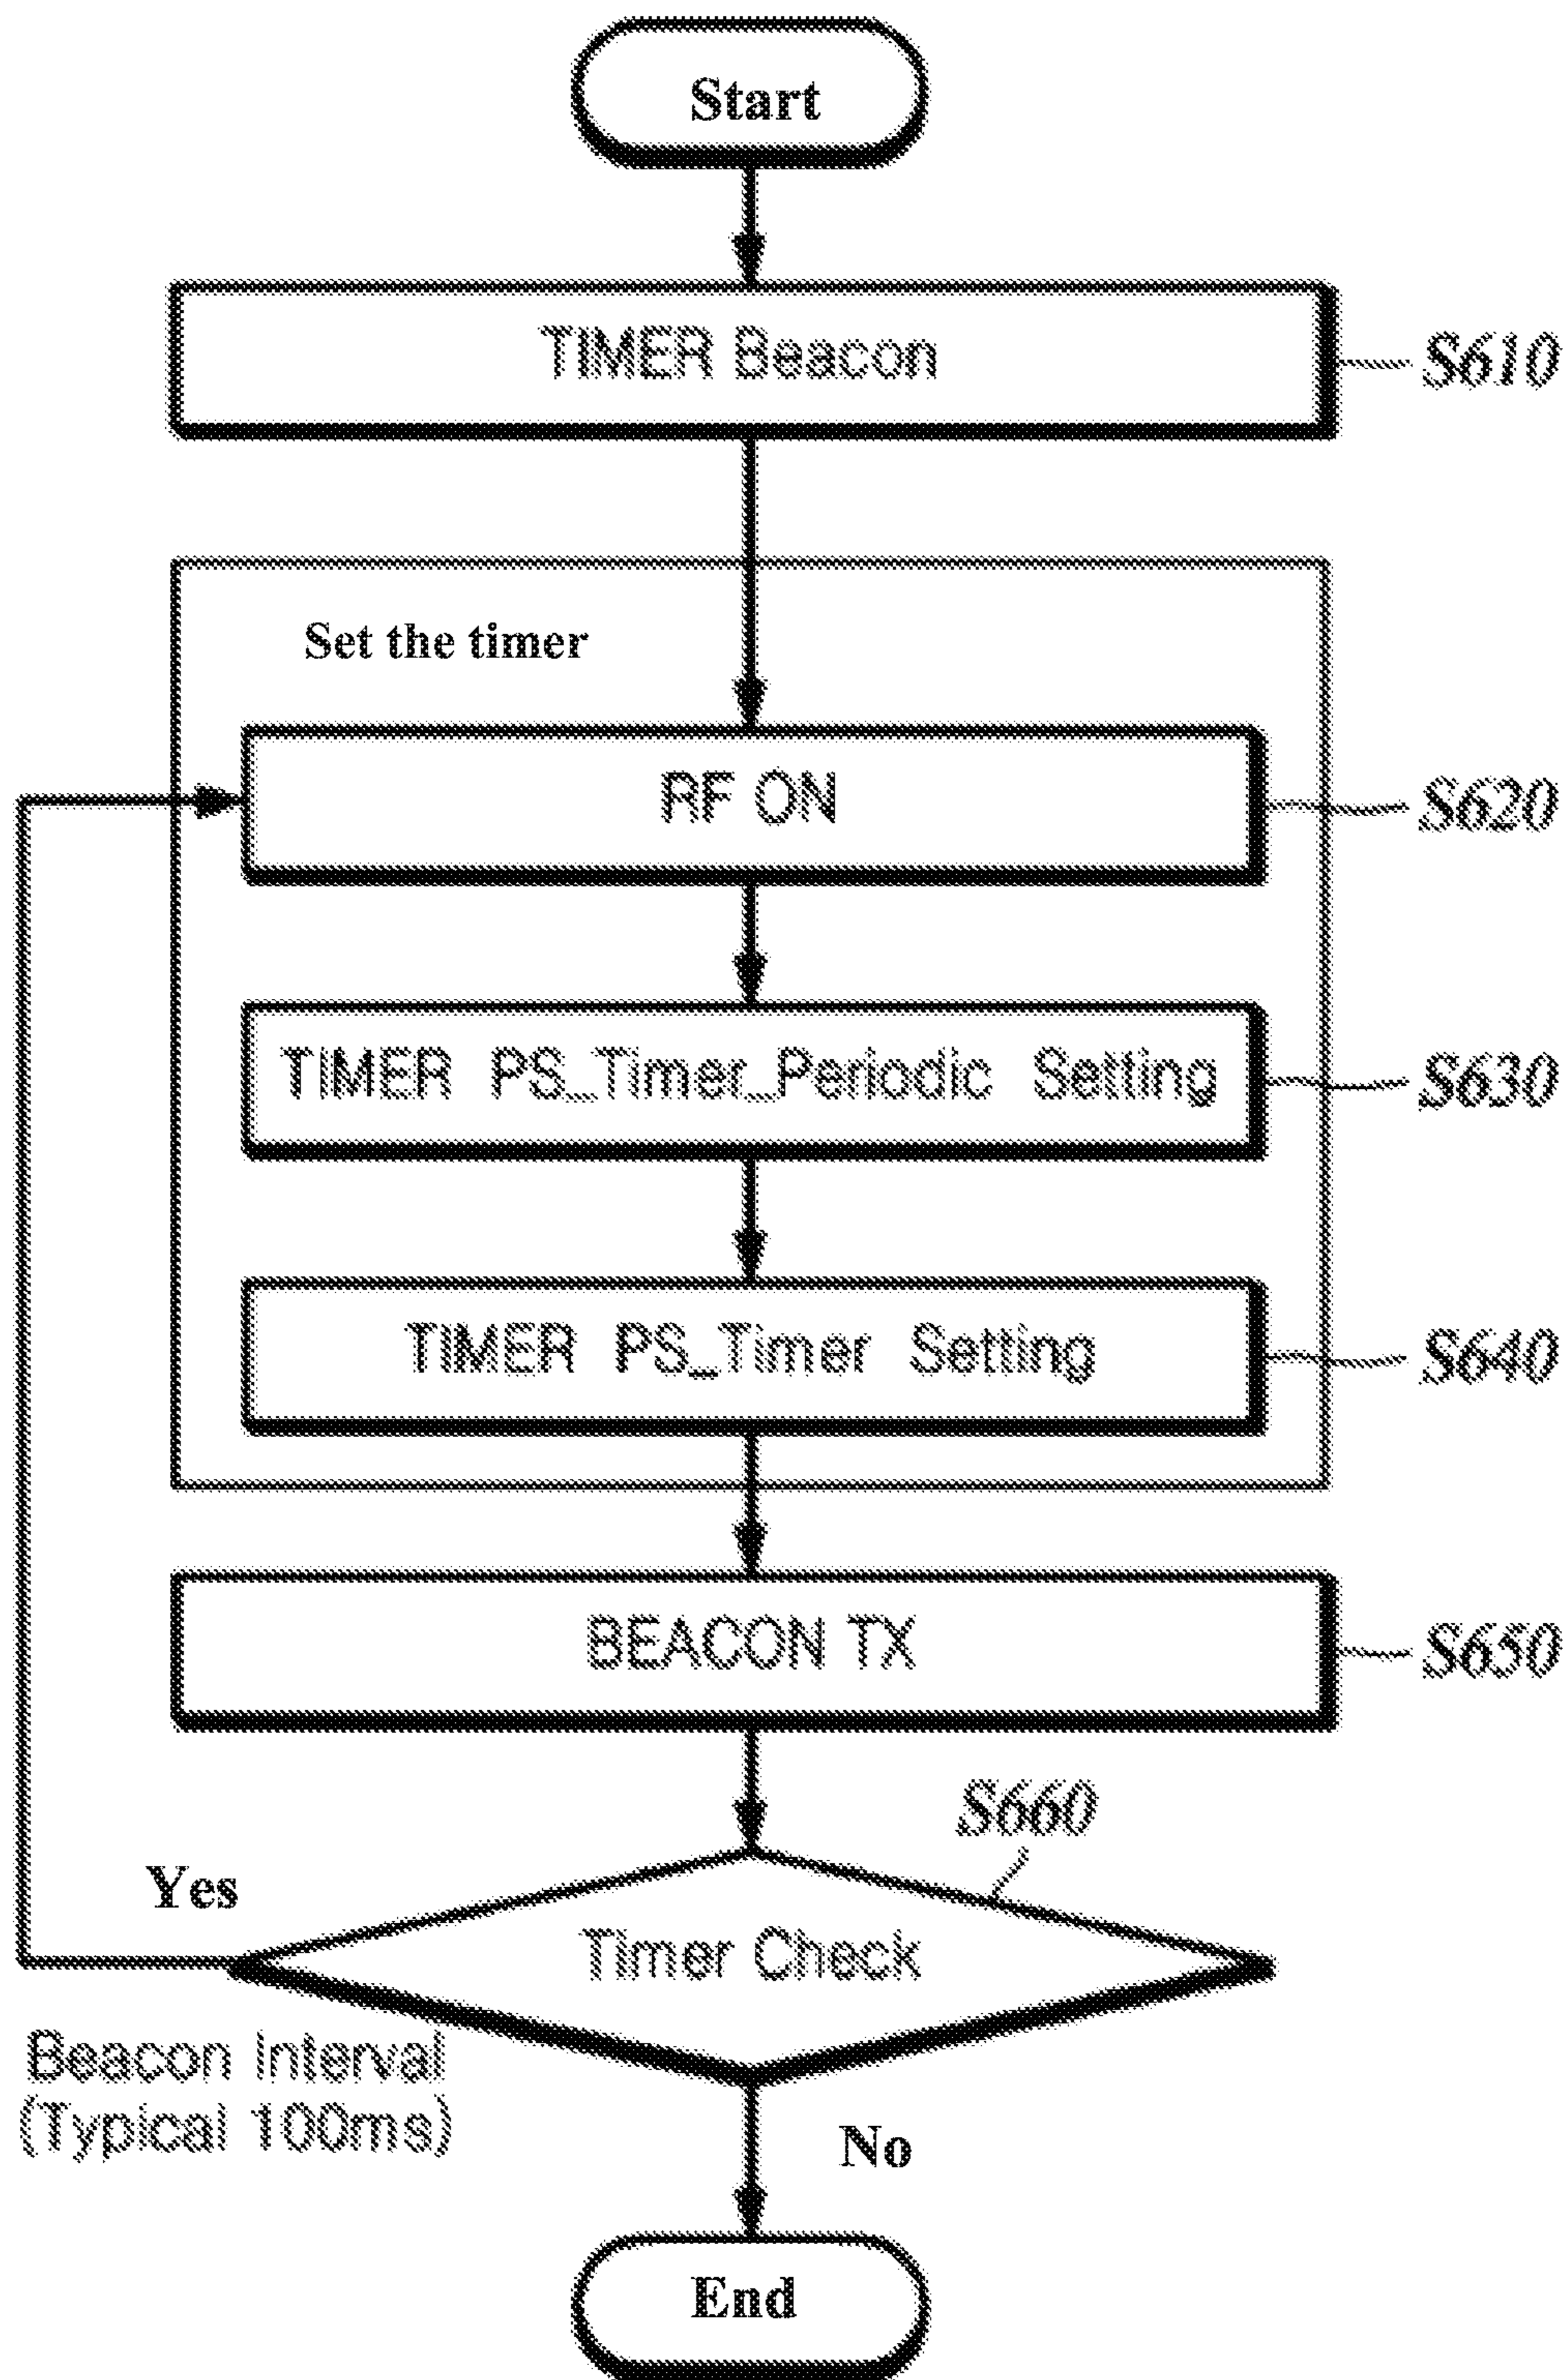 Start
TIMER Beacon
S610
Set the timer
RF ON
S620
TIMER PS_Timer_Periodic Setting
S630
TIMER PS_Timer Setting
S640
BEACON TX
S650
S660
Yes
Timer Check
Beacon Interval
(Typical 100ms)
No
End